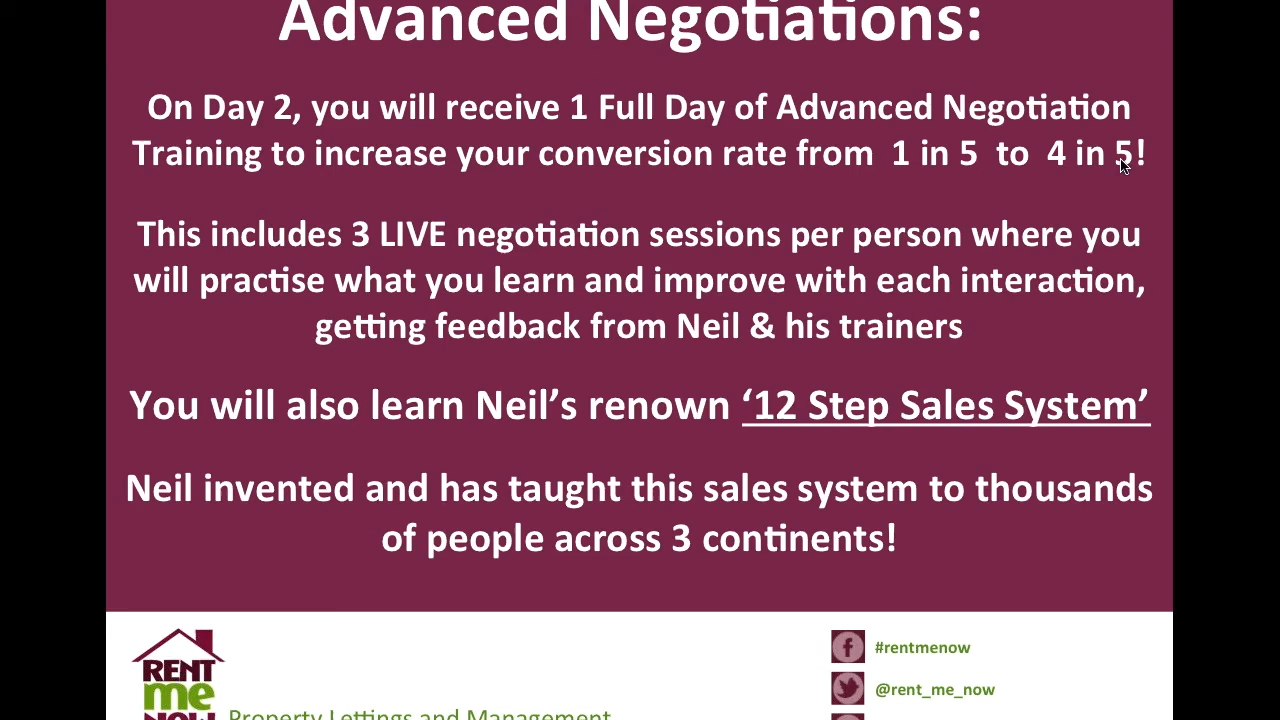 Advanced Negotiations:
On Day 2, you will receive 1 Full Day of Advanced Negotiation
Training to increase your conversion rate from 1 in 5 to 4 in 5!
This includes 3 LIVE negotiation sessions per person where you
will practise what you learn and improve with each interaction,
getting feedback from Neil & his trainers
You will also learn Neil’s renown ‘12 Step Sales System’
Neil invented and has taught this sales system to thousands
of people across 3 continents!
RENT
me
NOW
Property Lettings and Management
#rentmenow
@rent_me_now